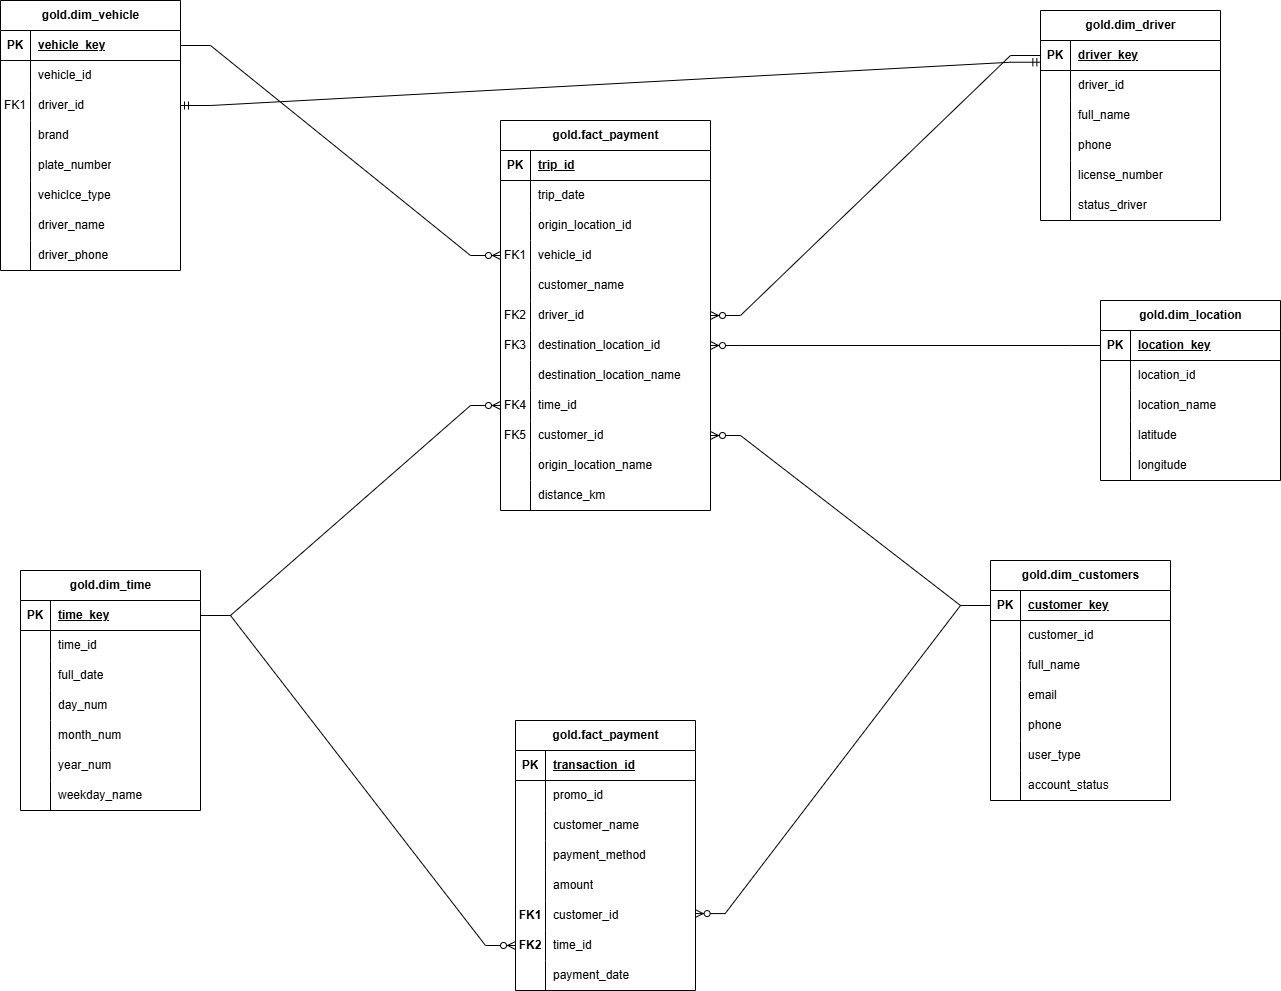 gold.dim_vehicle
PK vehicle_key
vehicle_id
FK1 driver_id
brand
plate_number
vehiclce_type
driver_name
driver_phone
gold.dim_driver
PK driver_key
driver_id
full_name
phone
license_number
status_driver
gold.fact_payment
PK trip_id
trip_date
origin_location_id
FK1 vehicle_id
customer_name
FK2 driver_id
FK3 destination_location_id
destination_location_name
FK4 time_id
FK5 customer_id
origin_location_name
distance_km
gold.dim_location
PK location_key
location_id
location_name
latitude
longitude
gold.dim_time
PK time_key
time_id
full_date
day_num
month_num
year_num
weekday_name
gold.dim_customers
PK customer_key
customer_id
full_name
email
phone
user_type
account_status
gold.fact_payment
PK transaction_id
promo_id
customer_name
payment_method
amount
FK1 customer_id
FK2 time_id
payment_date